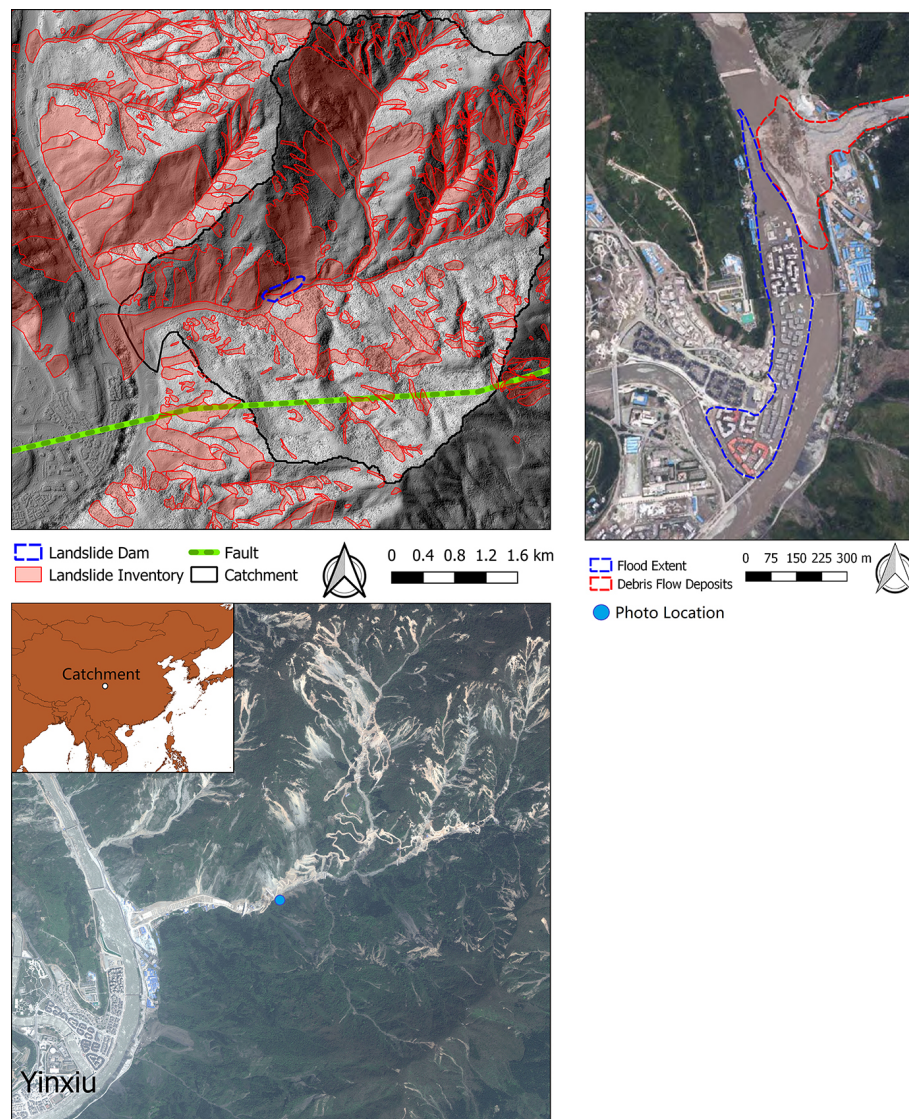 Landslide Dam
Fault
Landslide Inventory
Catchment
0 0.4 0.8 1.2 1.6 km
Flood Extent
Debris Flow Deposits
0 75 150 225 300 m
Photo Location
Catchment
Yinxiu